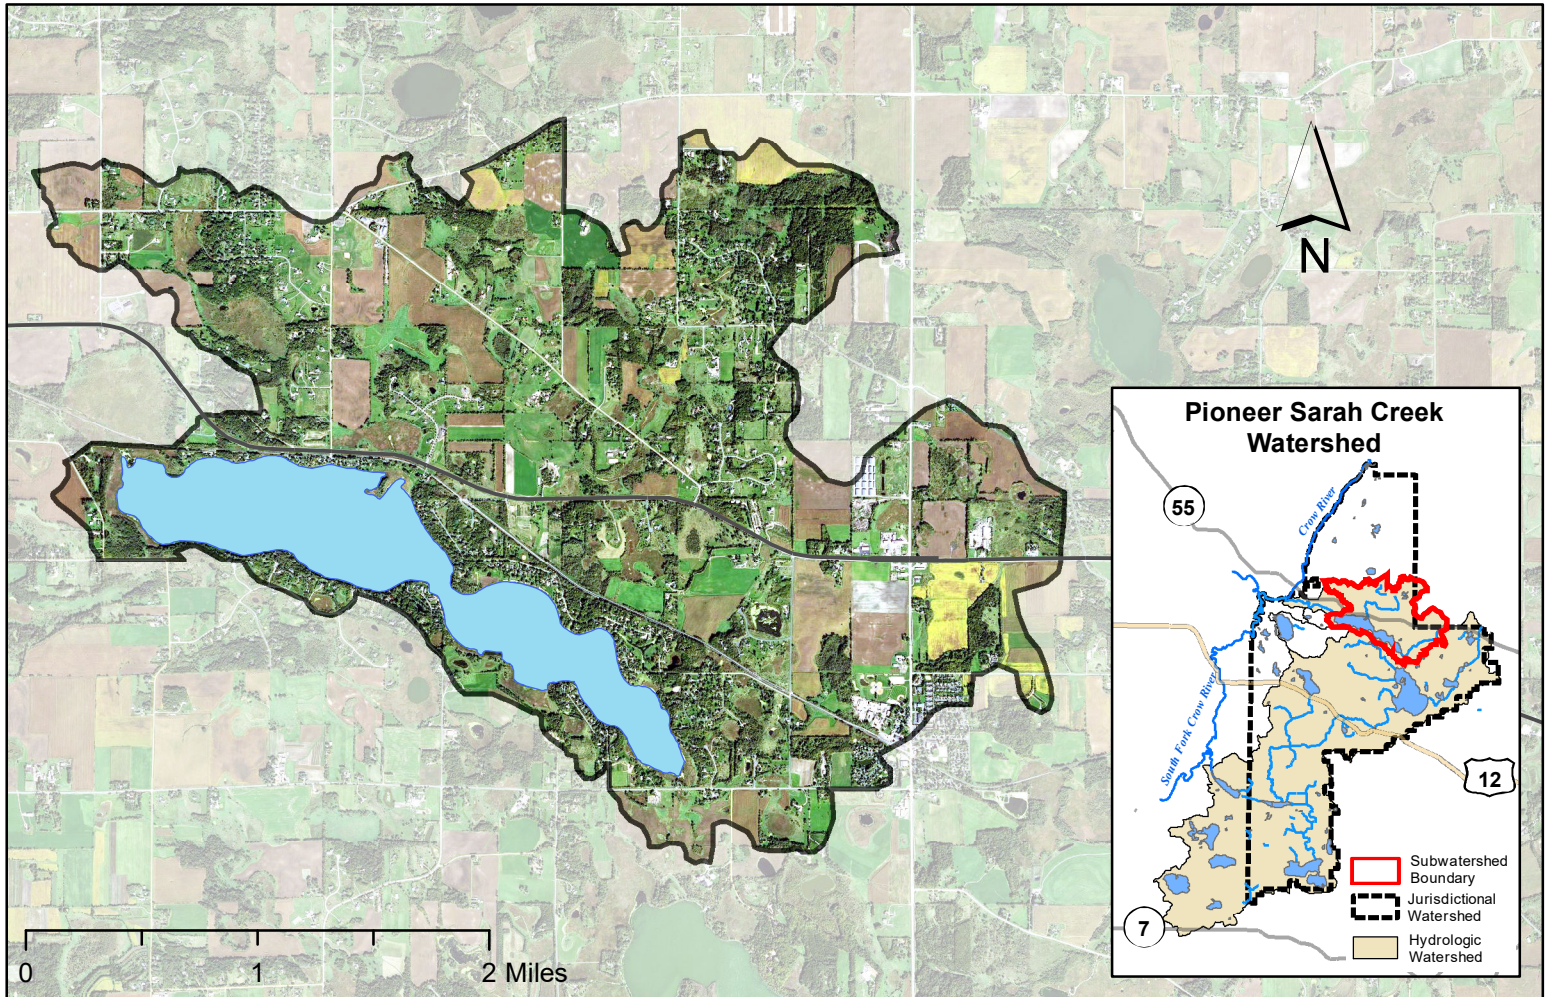 N
Pioneer Sarah Creek
Watershed
55
Crow River
South Fork Crow River
12
7
Subwatershed
Boundary
Jurisdictional
Watershed
Hydrologic
Watershed
0 1 2 Miles